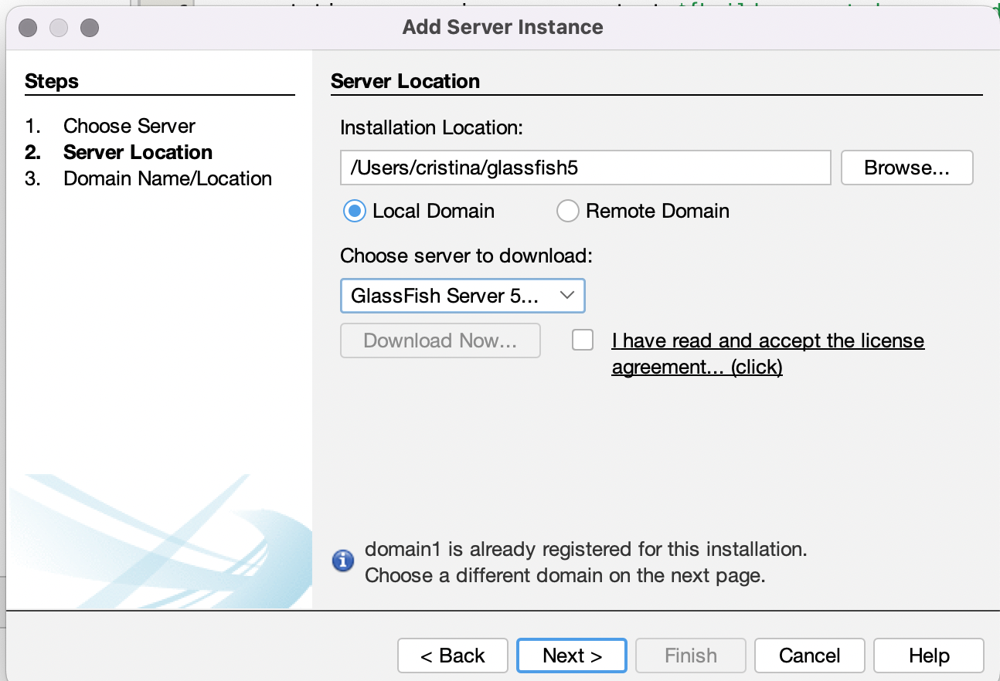 Add Server Instance
Steps
1. Choose Server
2. Server Location
3. Domain Name/Location
Server Location
Installation Location:
/Users/cristina/glassfish5
Browse...
Local Domain
Remote Domain
Choose server to download:
GlassFish Server 5...
Download Now...
I have read and accept the license
agreement... (click)
domain1 is already registered for this installation.
Choose a different domain on the next page.
< Back
Next >
Finish
Cancel
Help